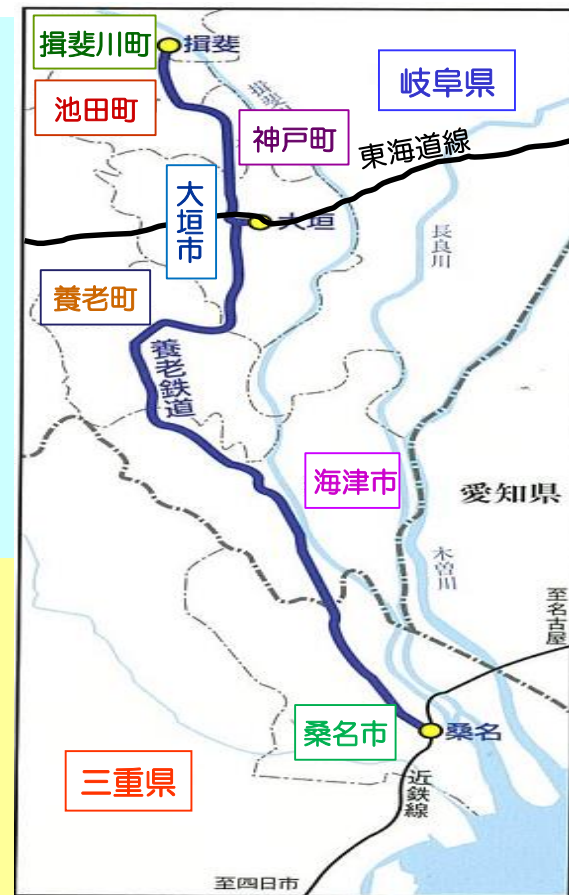 揖斐川町
揖斐
池田町
揖斐
岐阜県
神戸町
東海道線
大垣市
大垣
長良川
養老町
養老鉄道
海津市
愛知県
木曽川
至名古屋
桑名市
桑名
三重県
近鉄線
至四日市